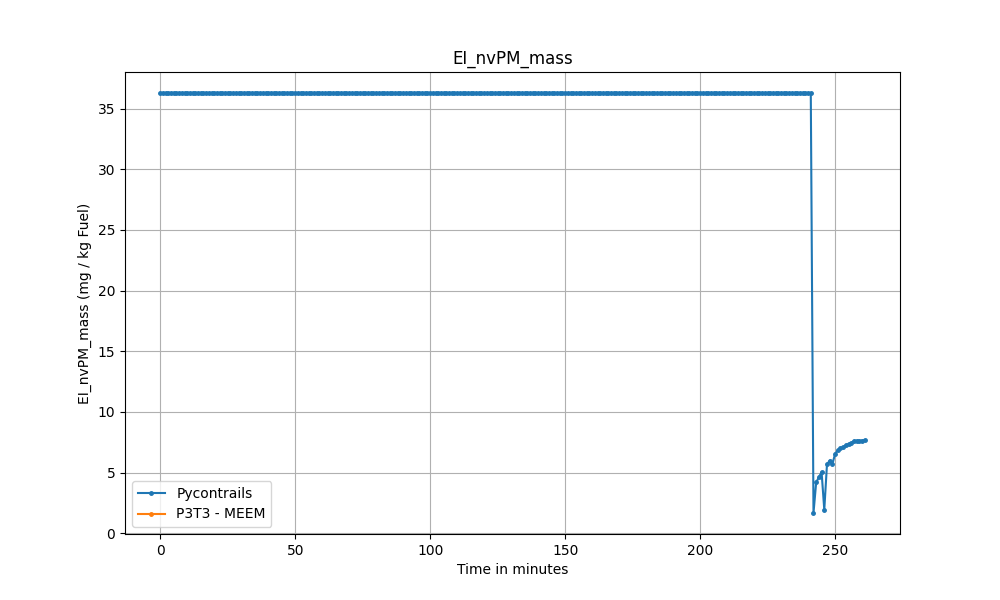 EI_nvPM_mass
EI_nvPM_mass (mg / kg Fuel)
35
30
25
20
15
10
5
0
Pycontrails
P3T3 - MEEM
0 50 100 150 200 250
Time in minutes